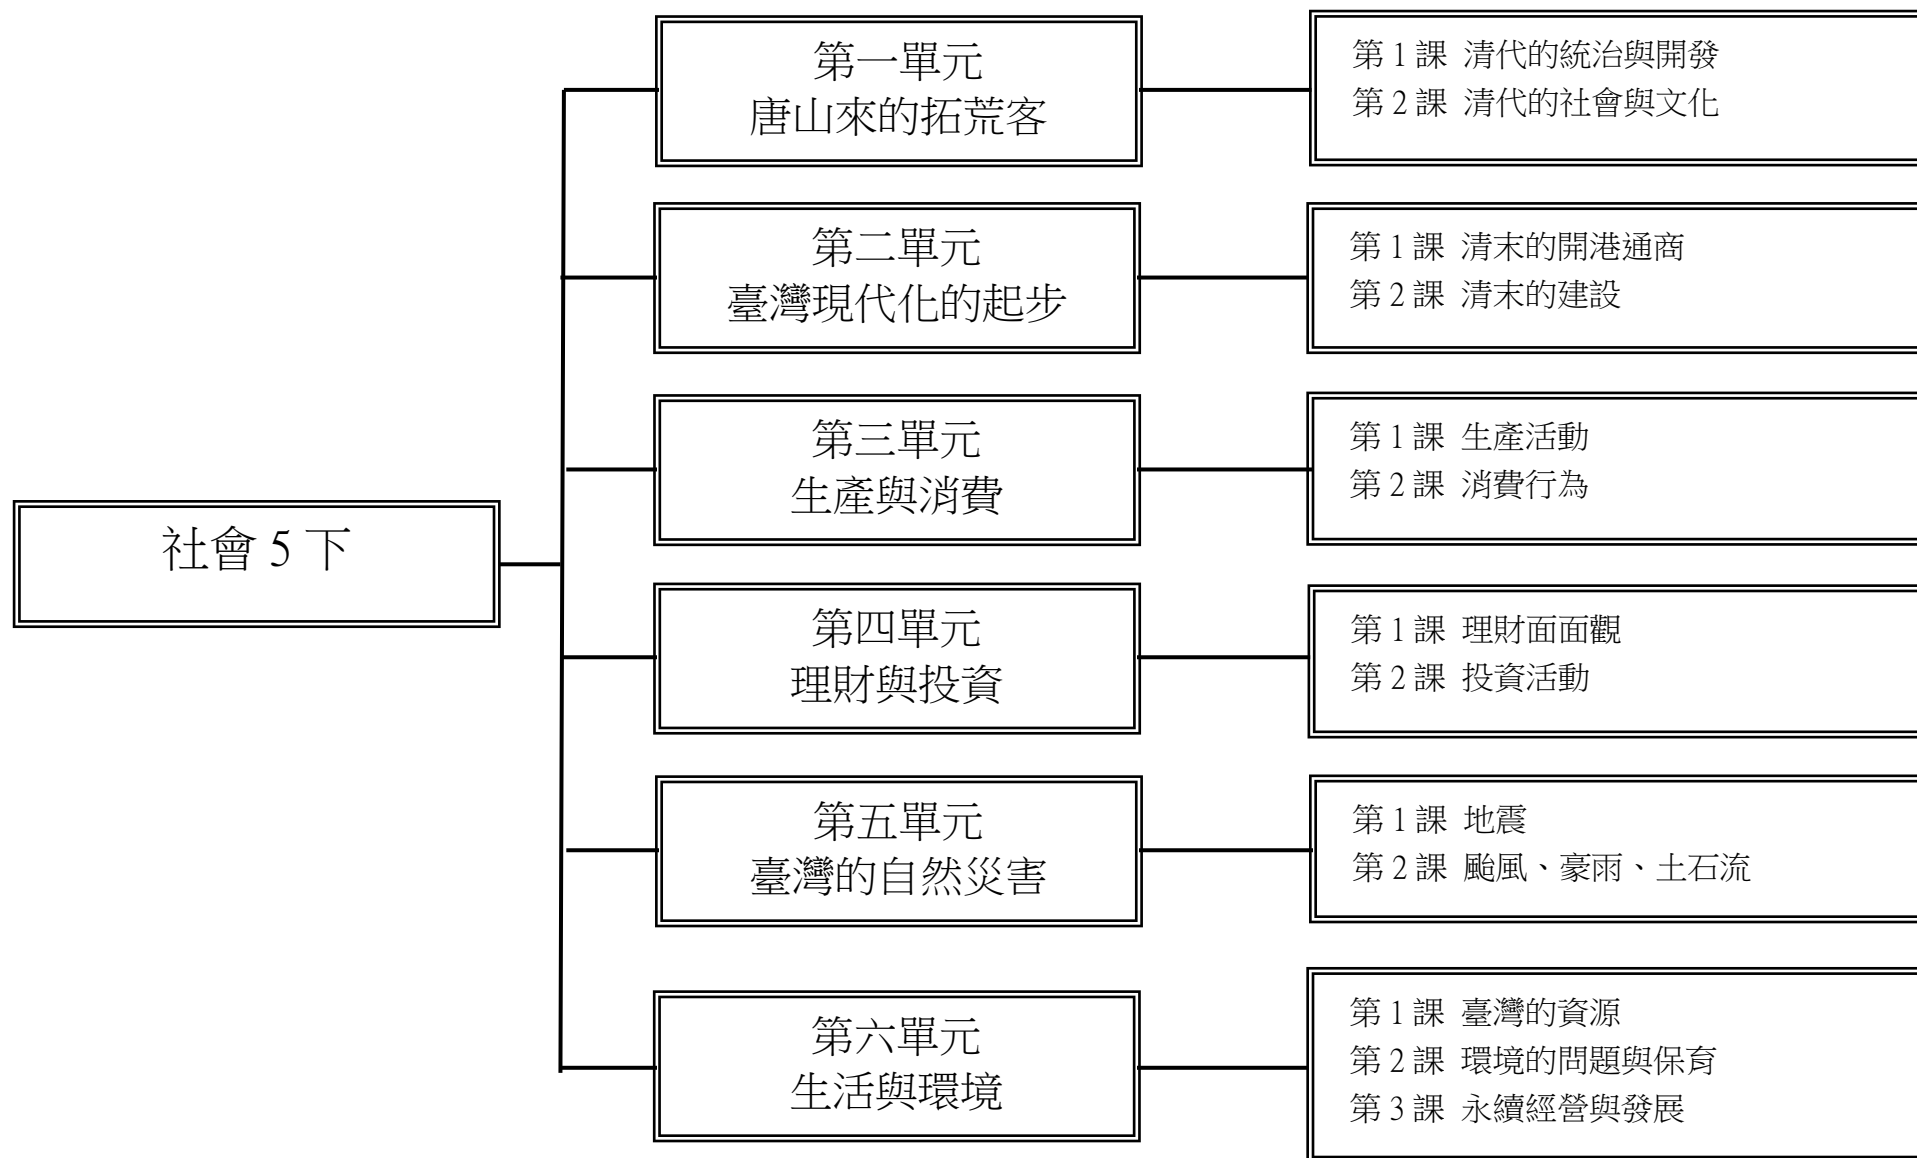 社會 5 下
第一單元
唐山來的拓荒客
第 1 課 清代的統治與開發
第 2 課 清代的社會與文化
第二單元
臺灣現代化的起步
第 1 課 清末的開港通商
第 2 課 清末的建設
第三單元
生產與消費
第 1 課 生產活動
第 2 課 消費行為
第四單元
理財與投資
第 1 課 理財面面觀
第 2 課 投資活動
第五單元
臺灣的自然災害
第 1 課 地震
第 2 課 颱風、豪雨、土石流
第六單元
生活與環境
第 1 課 臺灣的資源
第 2 課 環境的問題與保育
第 3 課 永續經營與發展